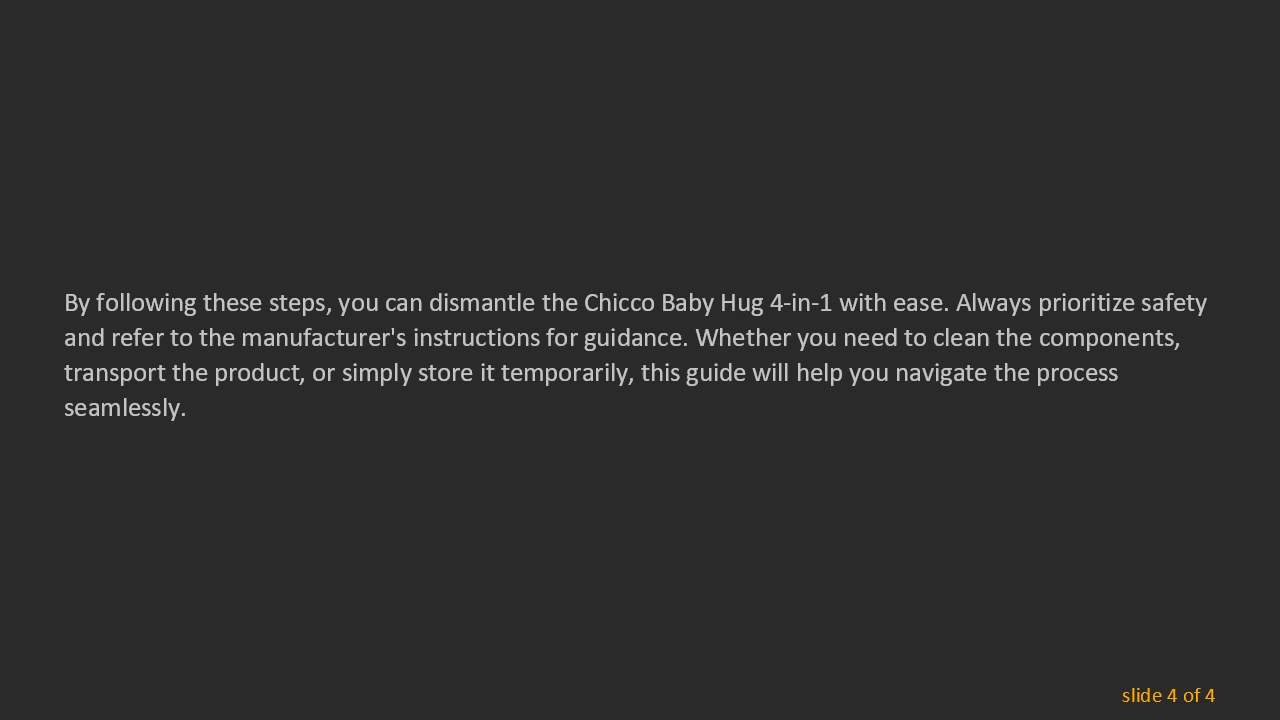 By following these steps, you can dismantle the Chicco Baby Hug 4-in-1 with ease. Always prioritize safety
and refer to the manufacturer's instructions for guidance. Whether you need to clean the components,
transport the product, or simply store it temporarily, this guide will help you navigate the process
seamlessly.
slide 4 of 4